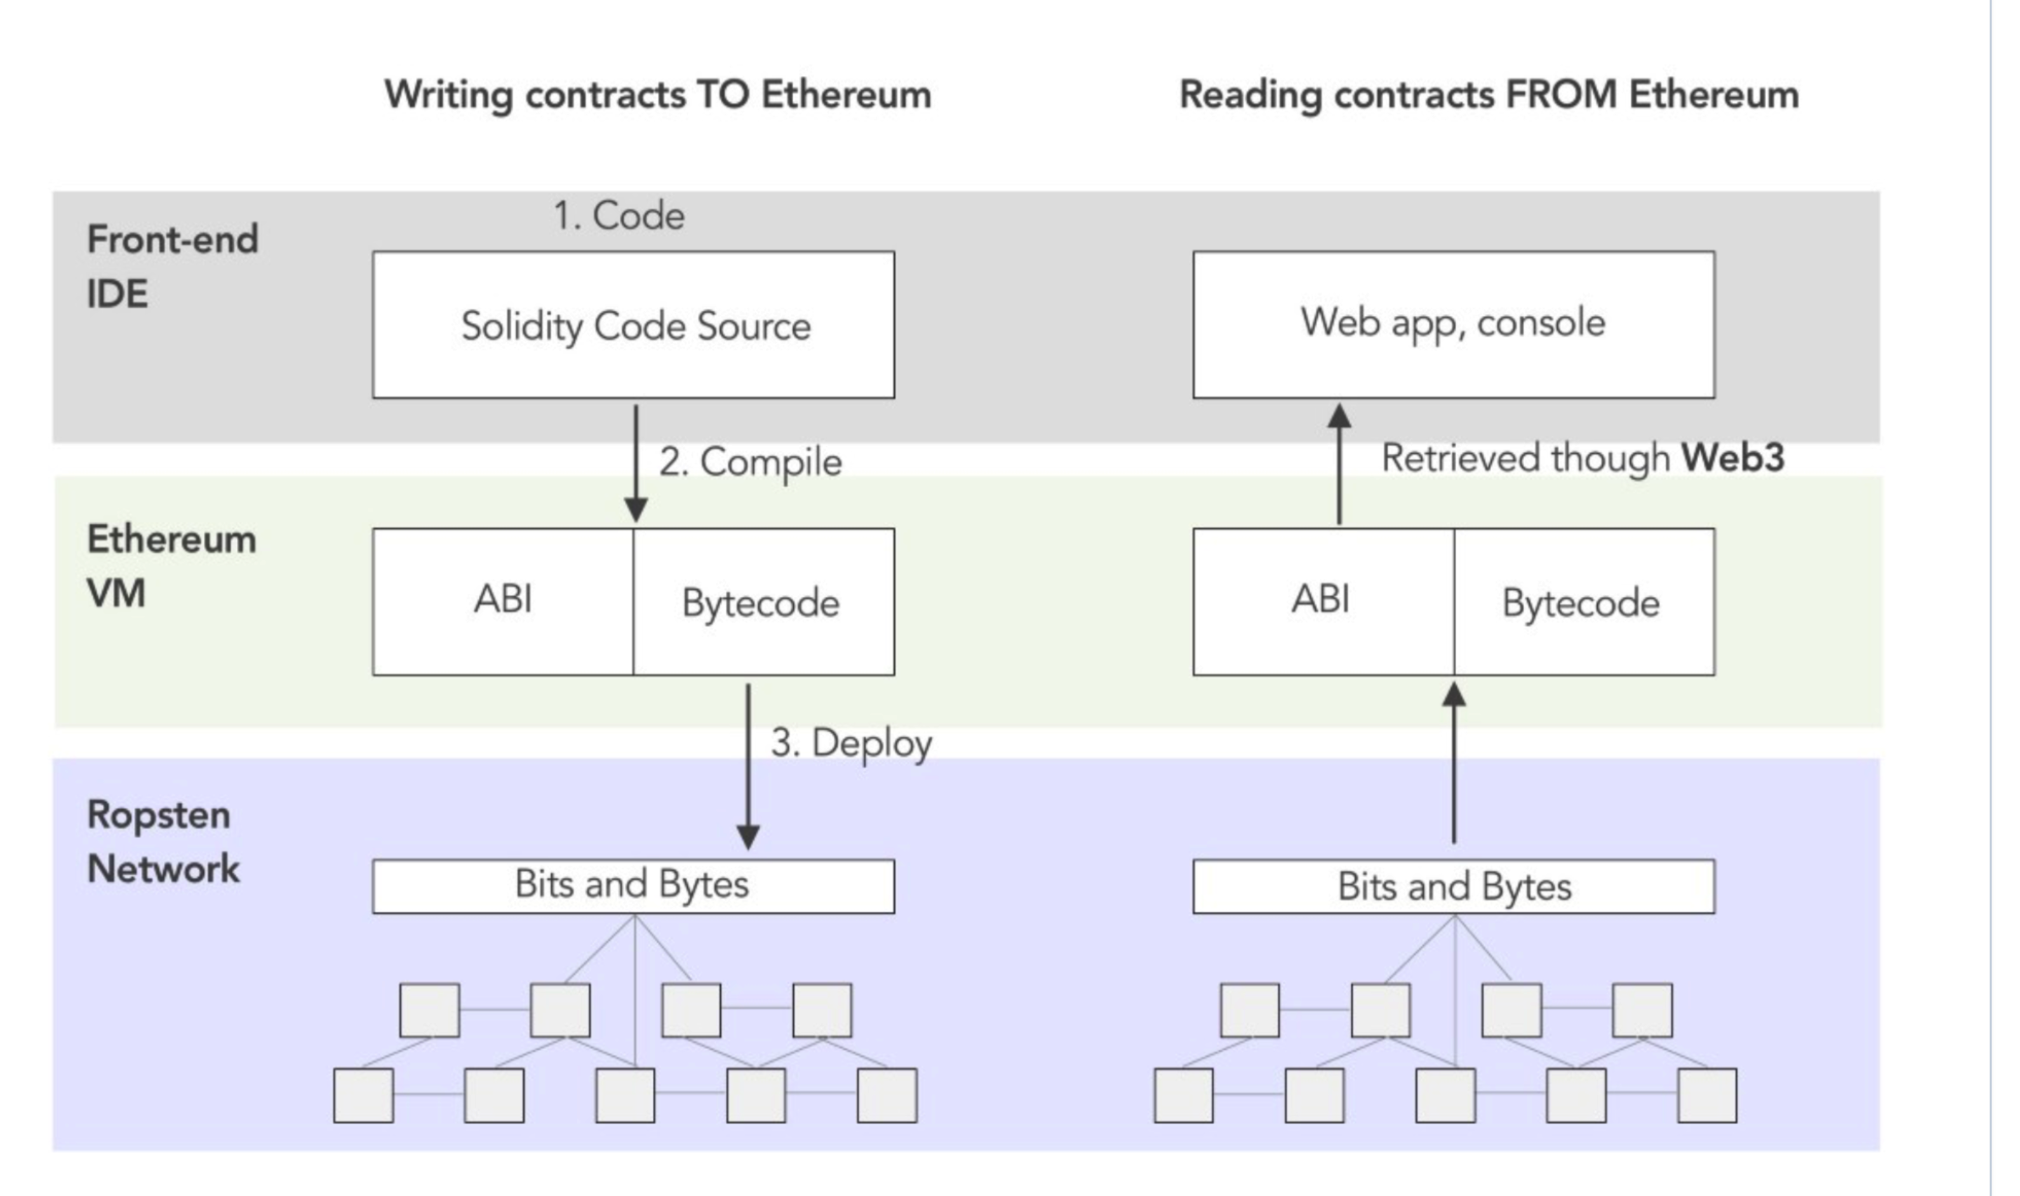 Writing contracts TO Ethereum
Reading contracts FROM Ethereum
Front-end
IDE
1. Code
Solidity Code Source
Web app, console
2. Compile
Retrieved though Web3
Ethereum
VM
ABI
Bytecode
ABI
Bytecode
3. Deploy
Ropsten
Network
Bits and Bytes
Bits and Bytes